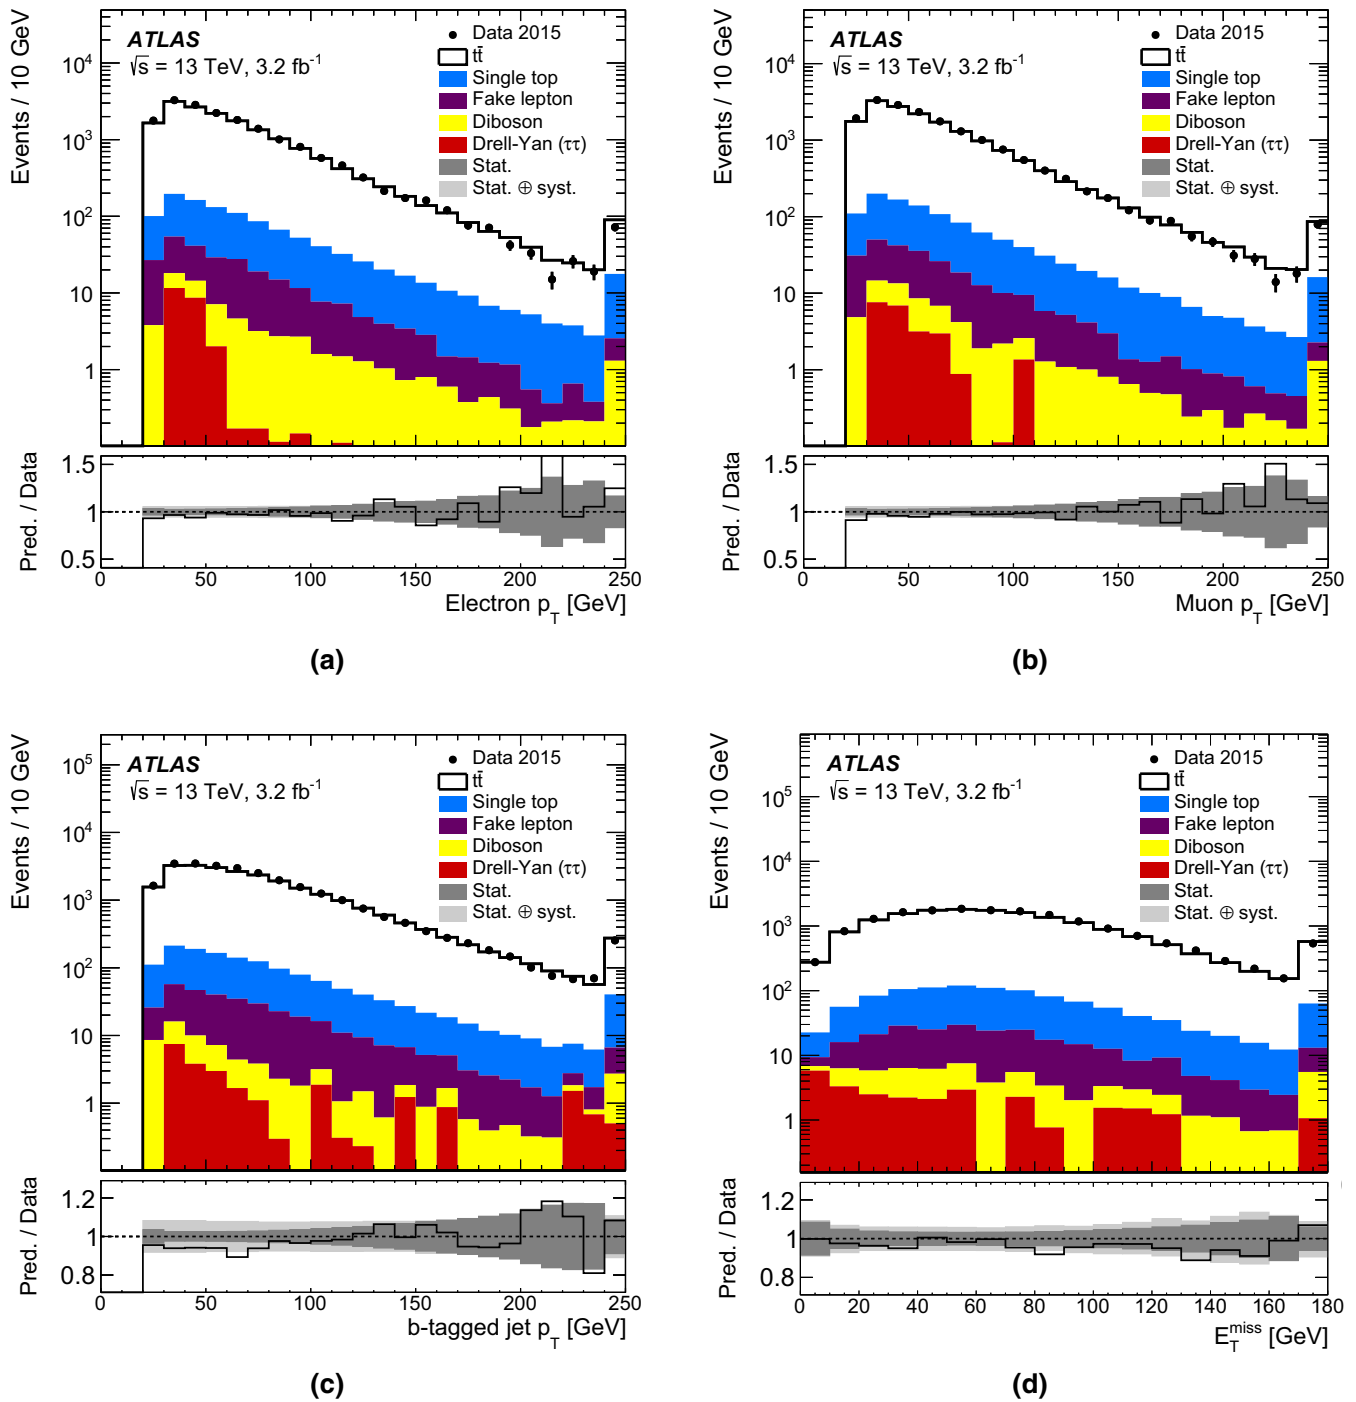 Events / 10 GeV
ATLAS
√s = 13 TeV, 3.2 fb⁻¹
Data 2015
tt̄
Single top
Fake lepton
Diboson
Drell-Yan (ττ)
Stat.
Stat. ⊕ syst.
10⁴
10³
10²
10
1
Pred. / Data
1.5
1
0.5
0 50 100 150 200 250
Electron p_T [GeV]
(a)
Events / 10 GeV
ATLAS
√s = 13 TeV, 3.2 fb⁻¹
Data 2015
tt̄
Single top
Fake lepton
Diboson
Drell-Yan (ττ)
Stat.
Stat. ⊕ syst.
10⁴
10³
10²
10
1
Pred. / Data
1.5
1
0.5
0 50 100 150 200 250
Muon p_T [GeV]
(b)
Events / 10 GeV
ATLAS
√s = 13 TeV, 3.2 fb⁻¹
Data 2015
tt̄
Single top
Fake lepton
Diboson
Drell-Yan (ττ)
Stat.
Stat. ⊕ syst.
10⁵
10⁴
10³
10²
10
1
Pred. / Data
1.2
1
0.8
0 50 100 150 200 250
b-tagged jet p_T [GeV]
(c)
Events / 10 GeV
ATLAS
√s = 13 TeV, 3.2 fb⁻¹
Data 2015
tt̄
Single top
Fake lepton
Diboson
Drell-Yan (ττ)
Stat.
Stat. ⊕ syst.
10⁵
10⁴
10³
10²
10
1
Pred. / Data
1.2
1
0.8
0 20 40 60 80 100 120 140 160 180
E_T^miss [GeV]
(d)